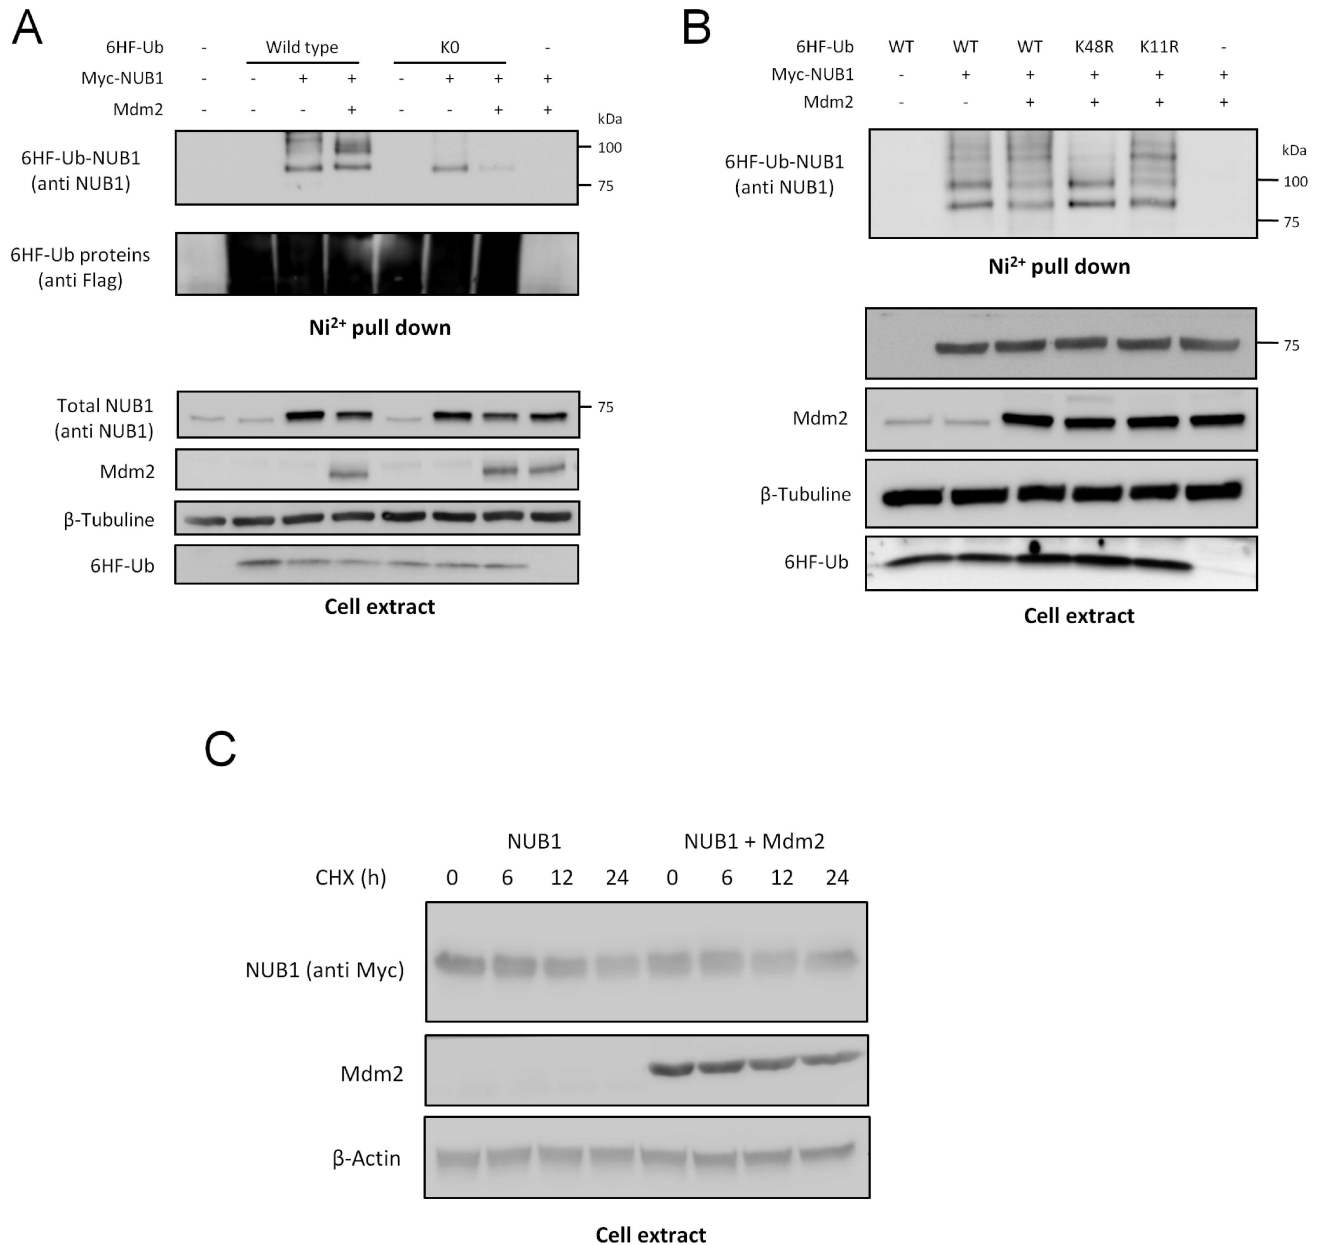 A
6HF-Ub - Wild type K0 -
Myc-NUB1 - - + + - + + +
Mdm2 - - - + - - + +
kDa
6HF-Ub-NUB1
(anti NUB1)
100
75
6HF-Ub proteins
(anti Flag)
Ni2+ pull down
Total NUB1
(anti NUB1)
75
Mdm2
β-Tubuline
6HF-Ub
Cell extract
B
6HF-Ub WT WT WT K48R K11R -
Myc-NUB1 - + + + + +
Mdm2 - - + + + +
kDa
6HF-Ub-NUB1
(anti NUB1)
100
75
Ni2+ pull down
75
Mdm2
β-Tubuline
6HF-Ub
Cell extract
C
NUB1 NUB1 + Mdm2
CHX (h) 0 6 12 24 0 6 12 24
NUB1 (anti Myc)
Mdm2
β-Actin
Cell extract